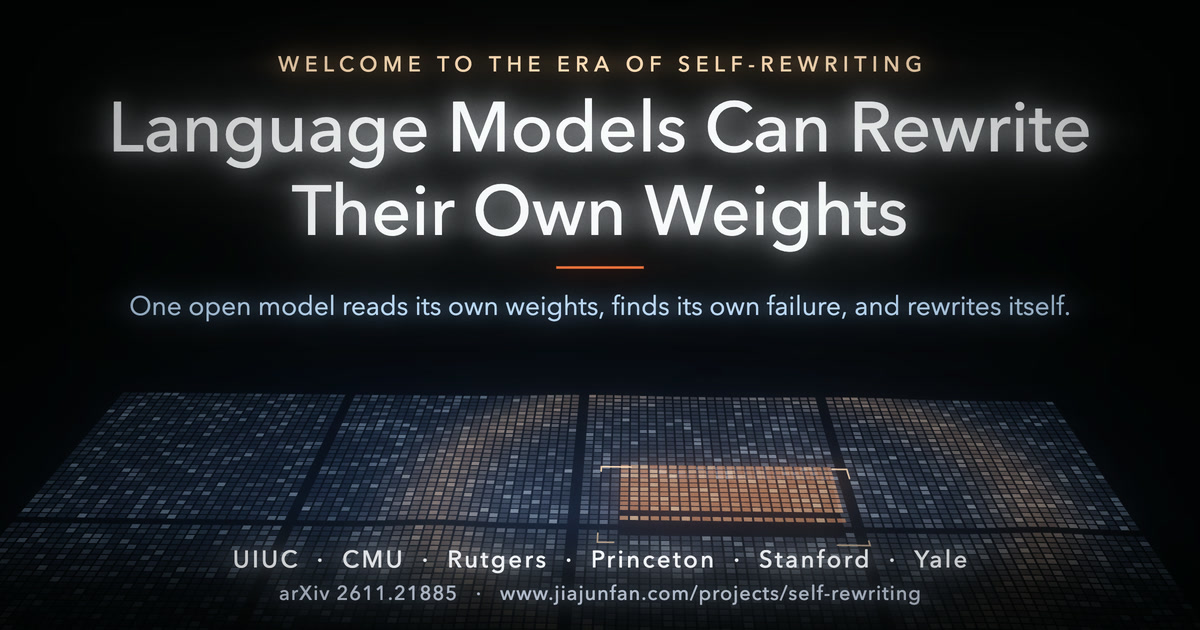 WELCOME TO THE ERA OF SELF-REWRITING
Language Models Can Rewrite
Their Own Weights
One open model reads its own weights, finds its own failure, and rewrites itself.
UIUC · CMU · Rutgers · Princeton · Stanford · Yale
arXiv 2611.21885 · www.jiajunfan.com/projects/self-rewriting